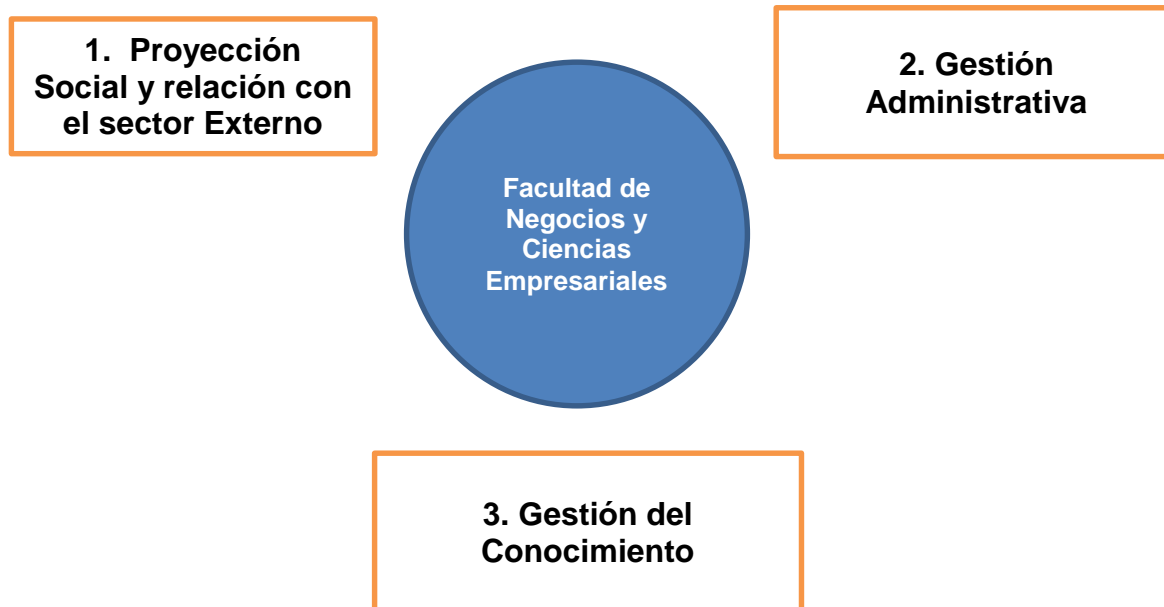 1. Proyección
Social y relación con
el sector Externo
2. Gestión
Administrativa
Facultad de
Negocios y
Ciencias
Empresariales
3. Gestión del
Conocimiento